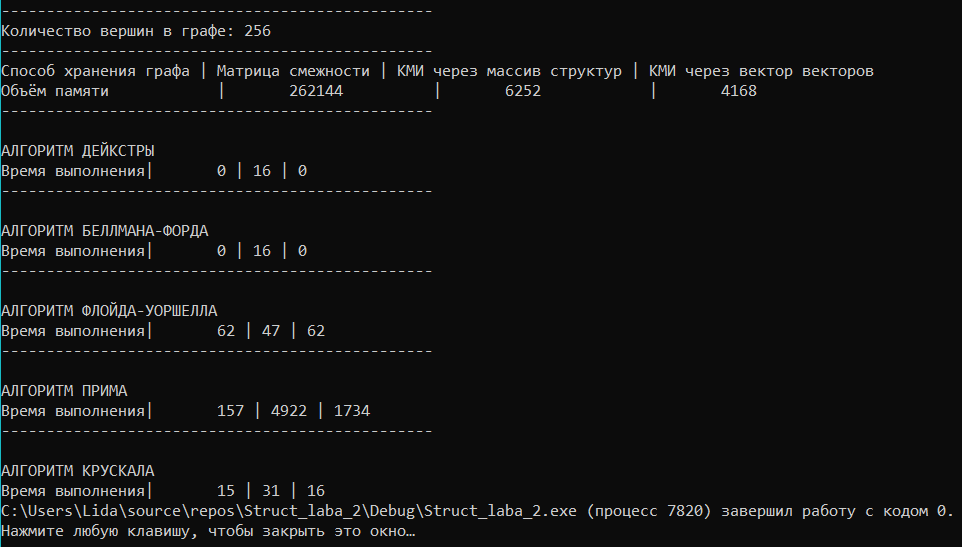 ------------------------------------------------
Количество вершин в графе: 256
------------------------------------------------
Способ хранения графа | Матрица смежности | КМИ через массив структур | КМИ через вектор векторов
Объём памяти            |       262144          |       6252            |       4168
------------------------------------------------
АЛГОРИТМ ДЕЙКСТРЫ
Время выполнения|       0 | 16 | 0
------------------------------------------------
АЛГОРИТМ БЕЛЛМАНА-ФОРДА
Время выполнения|       0 | 16 | 0
------------------------------------------------
АЛГОРИТМ ФЛОЙДА-УОРШЕЛЛА
Время выполнения|       62 | 47 | 62
------------------------------------------------
АЛГОРИТМ ПРИМА
Время выполнения|       157 | 4922 | 1734
------------------------------------------------
АЛГОРИТМ КРУСКАЛА
Время выполнения|       15 | 31 | 16
C:\Users\Lida\source\repos\Struct_laba_2\Debug\Struct_laba_2.exe (процесс 7820) завершил работу с кодом 0.
Нажмите любую клавишу, чтобы закрыть это окно…